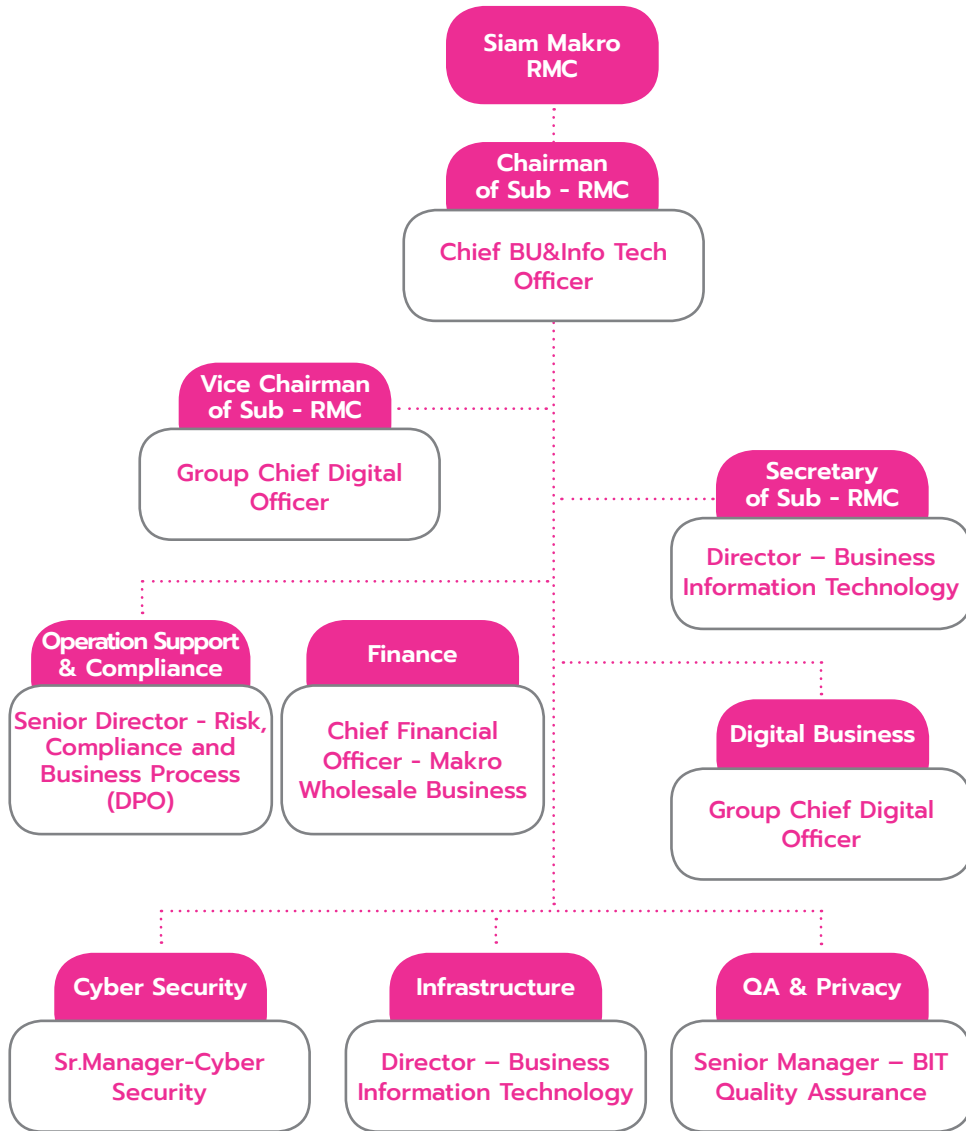 Siam Makro
RMC
Chairman
of Sub - RMC
Chief BU&Info Tech
Officer
Vice Chairman
of Sub - RMC
Group Chief Digital
Officer
Secretary
of Sub - RMC
Director – Business
Information Technology
Operation Support
& Compliance
Senior Director - Risk,
Compliance and
Business Process
(DPO)
Finance
Chief Financial
Officer - Makro
Wholesale Business
Digital Business
Group Chief Digital
Officer
Cyber Security
Sr.Manager-Cyber
Security
Infrastructure
Director – Business
Information Technology
QA & Privacy
Senior Manager – BIT
Quality Assurance